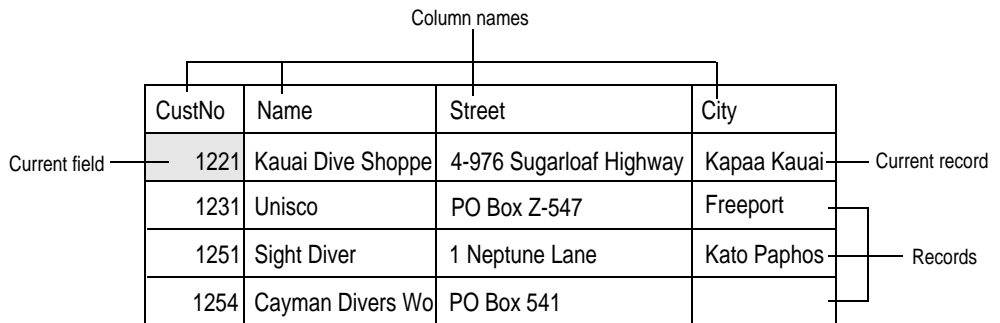 Column names
CustNo Name Street City
Current field 1221 Kauai Dive Shoppe 4-976 Sugarloaf Highway Kapaa Kauai Current record
1231 Unisco PO Box Z-547 Freeport
1251 Sight Diver 1 Neptune Lane Kato Paphos Records
1254 Cayman Divers Wo PO Box 541